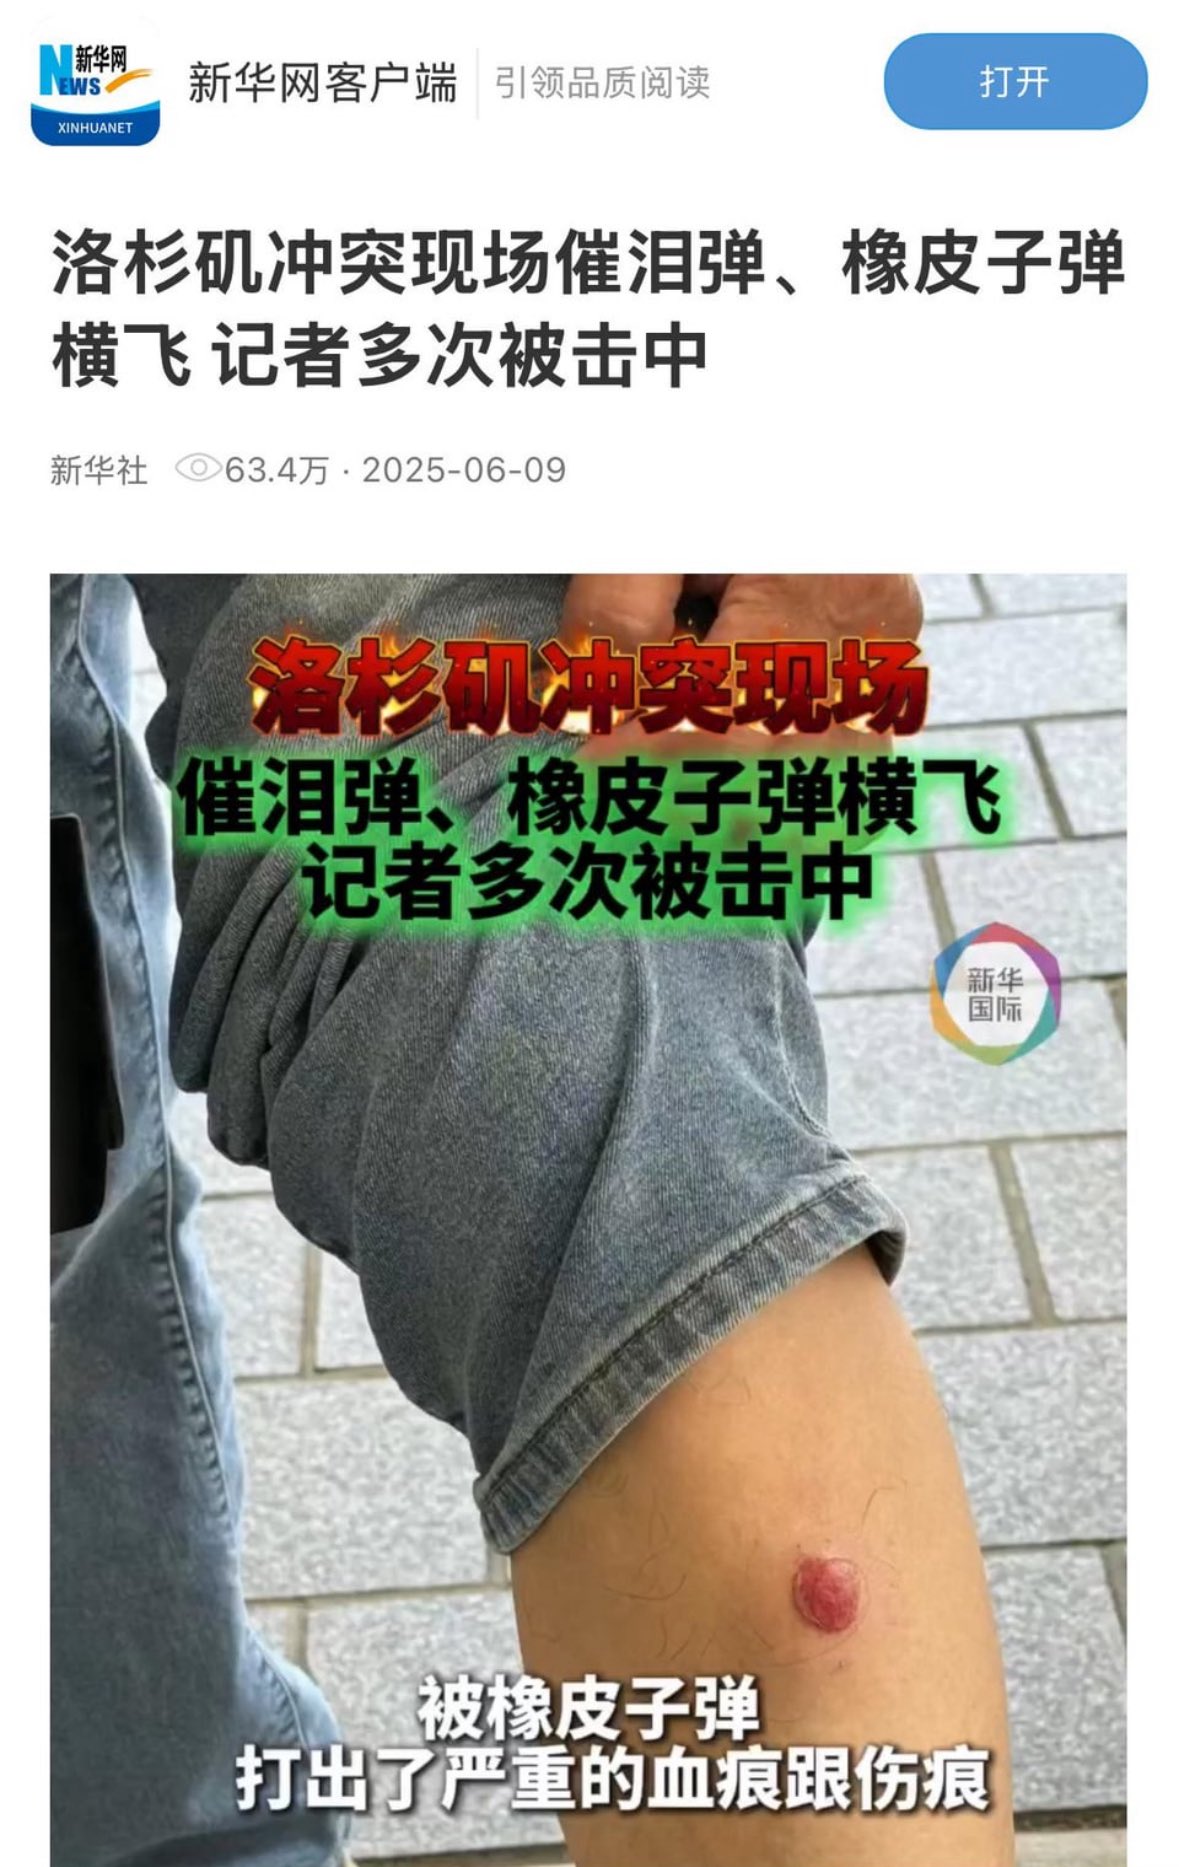 新华网
NEWS
XINHUANET
新华网客户端
引领品质阅读
打开
洛杉矶冲突现场催泪弹、橡皮子弹
横飞 记者多次被击中
新华社 63.4万 · 2025-06-09
洛杉矶冲突现场
催泪弹、橡皮子弹横飞
记者多次被击中
新华
国际
被橡皮子弹
打出了严重的血痕跟伤痕